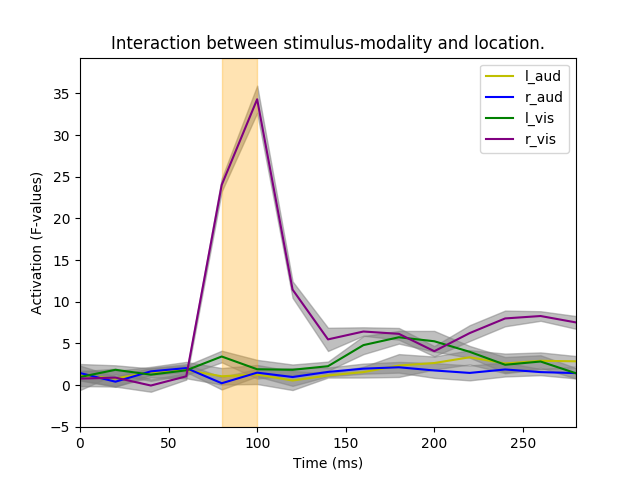 Interaction between stimulus-modality and location.
l_aud
r_aud
l_vis
r_vis
Activation (F-values)
35
30
25
20
15
10
5
0
−5
0 50 100 150 200 250
Time (ms)